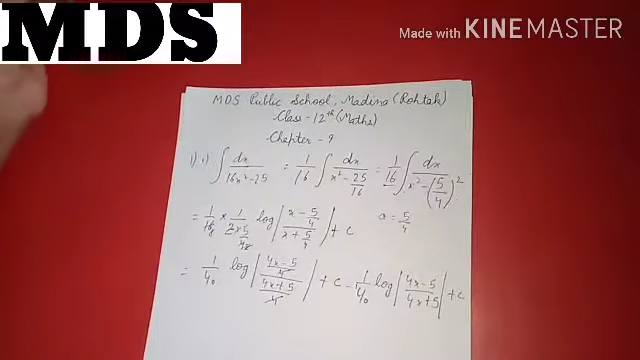 MDS
Made with KINEMASTER
MDS Public School, Madina (Rohtak)
Class - 12th (Maths)
Chapter - 9
1) 1) ∫ dx/(16x² - 25) = 1/16 ∫ dx/(x² - 25/16) = 1/16 ∫ dx/(x² - (5/4)²)
= 1/16 × 1/(2 × 5/4) log |(x - 5/4)/(x + 5/4)| + c a = 5/4
= 1/40 log |((4x - 5)/4)/((4x + 5)/4)| + c - 1/40 log |(4x - 5)/(4x + 5)| + c